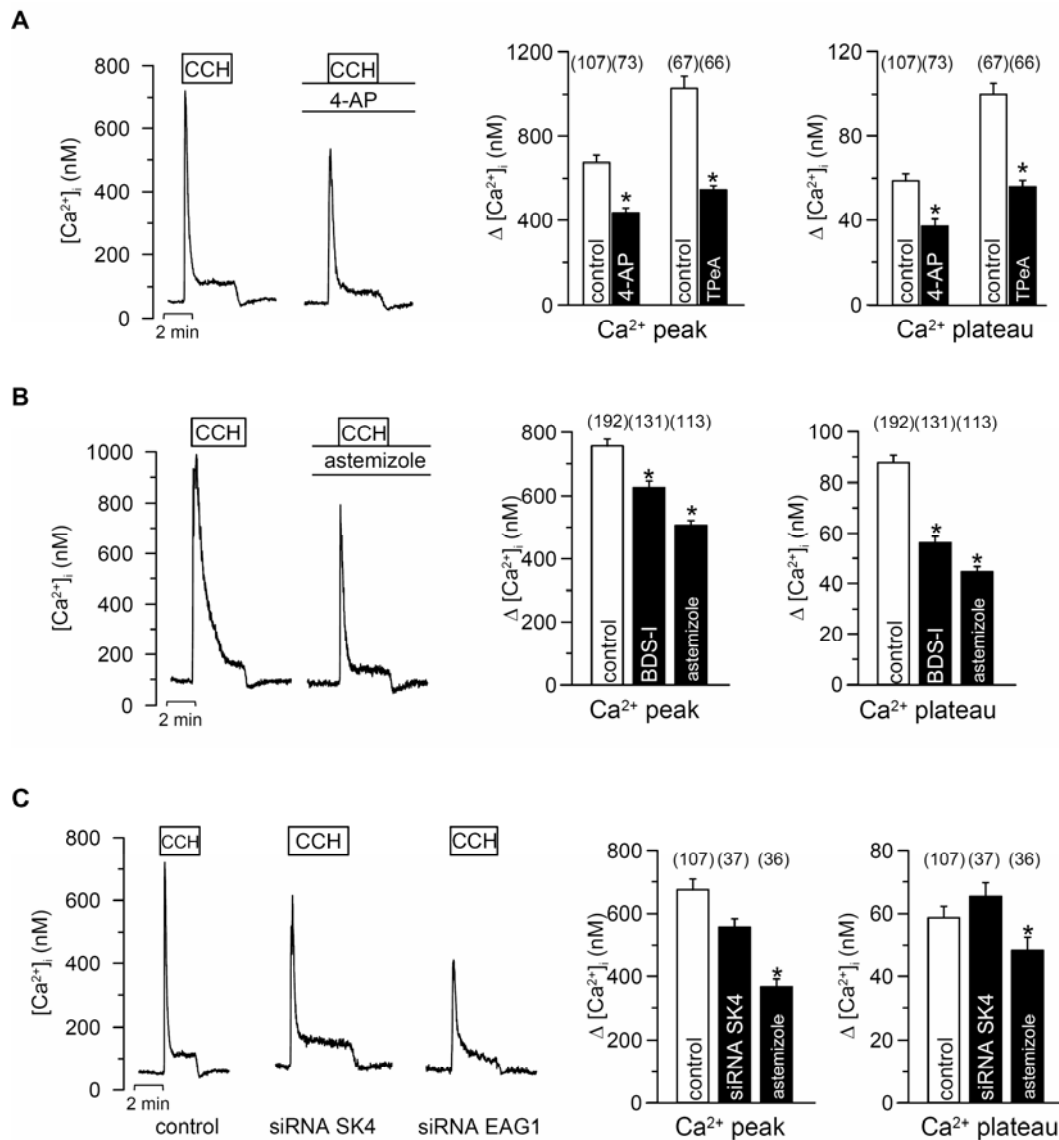 A
800
600
400
200
0
[Ca²⁺]ᵢ (nM)
CCH
CCH
4-AP
2 min
1200
800
400
0
Δ [Ca²⁺]ᵢ (nM)
(107)(73) (67)(66)
* *
control
4-AP
control
TPeA
Ca²⁺ peak
120
80
40
0
Δ [Ca²⁺]ᵢ (nM)
(107)(73) (67)(66)
* *
control
4-AP
control
TPeA
Ca²⁺ plateau
B
1000
800
600
400
200
0
[Ca²⁺]ᵢ (nM)
CCH
CCH
astemizole
2 min
800
600
400
200
0
Δ [Ca²⁺]ᵢ (nM)
(192)(131)(113)
* *
control
BDS-I
astemizole
Ca²⁺ peak
100
80
60
40
20
0
Δ [Ca²⁺]ᵢ (nM)
(192)(131)(113)
* *
control
BDS-I
astemizole
Ca²⁺ plateau
C
800
600
400
200
0
[Ca²⁺]ᵢ (nM)
CCH
CCH
CCH
2 min
control
siRNA SK4
siRNA EAG1
800
600
400
200
0
Δ [Ca²⁺]ᵢ (nM)
(107) (37) (36)
*
control
siRNA SK4
astemizole
Ca²⁺ peak
80
60
40
20
0
Δ [Ca²⁺]ᵢ (nM)
(107) (37) (36)
*
control
siRNA SK4
astemizole
Ca²⁺ plateau